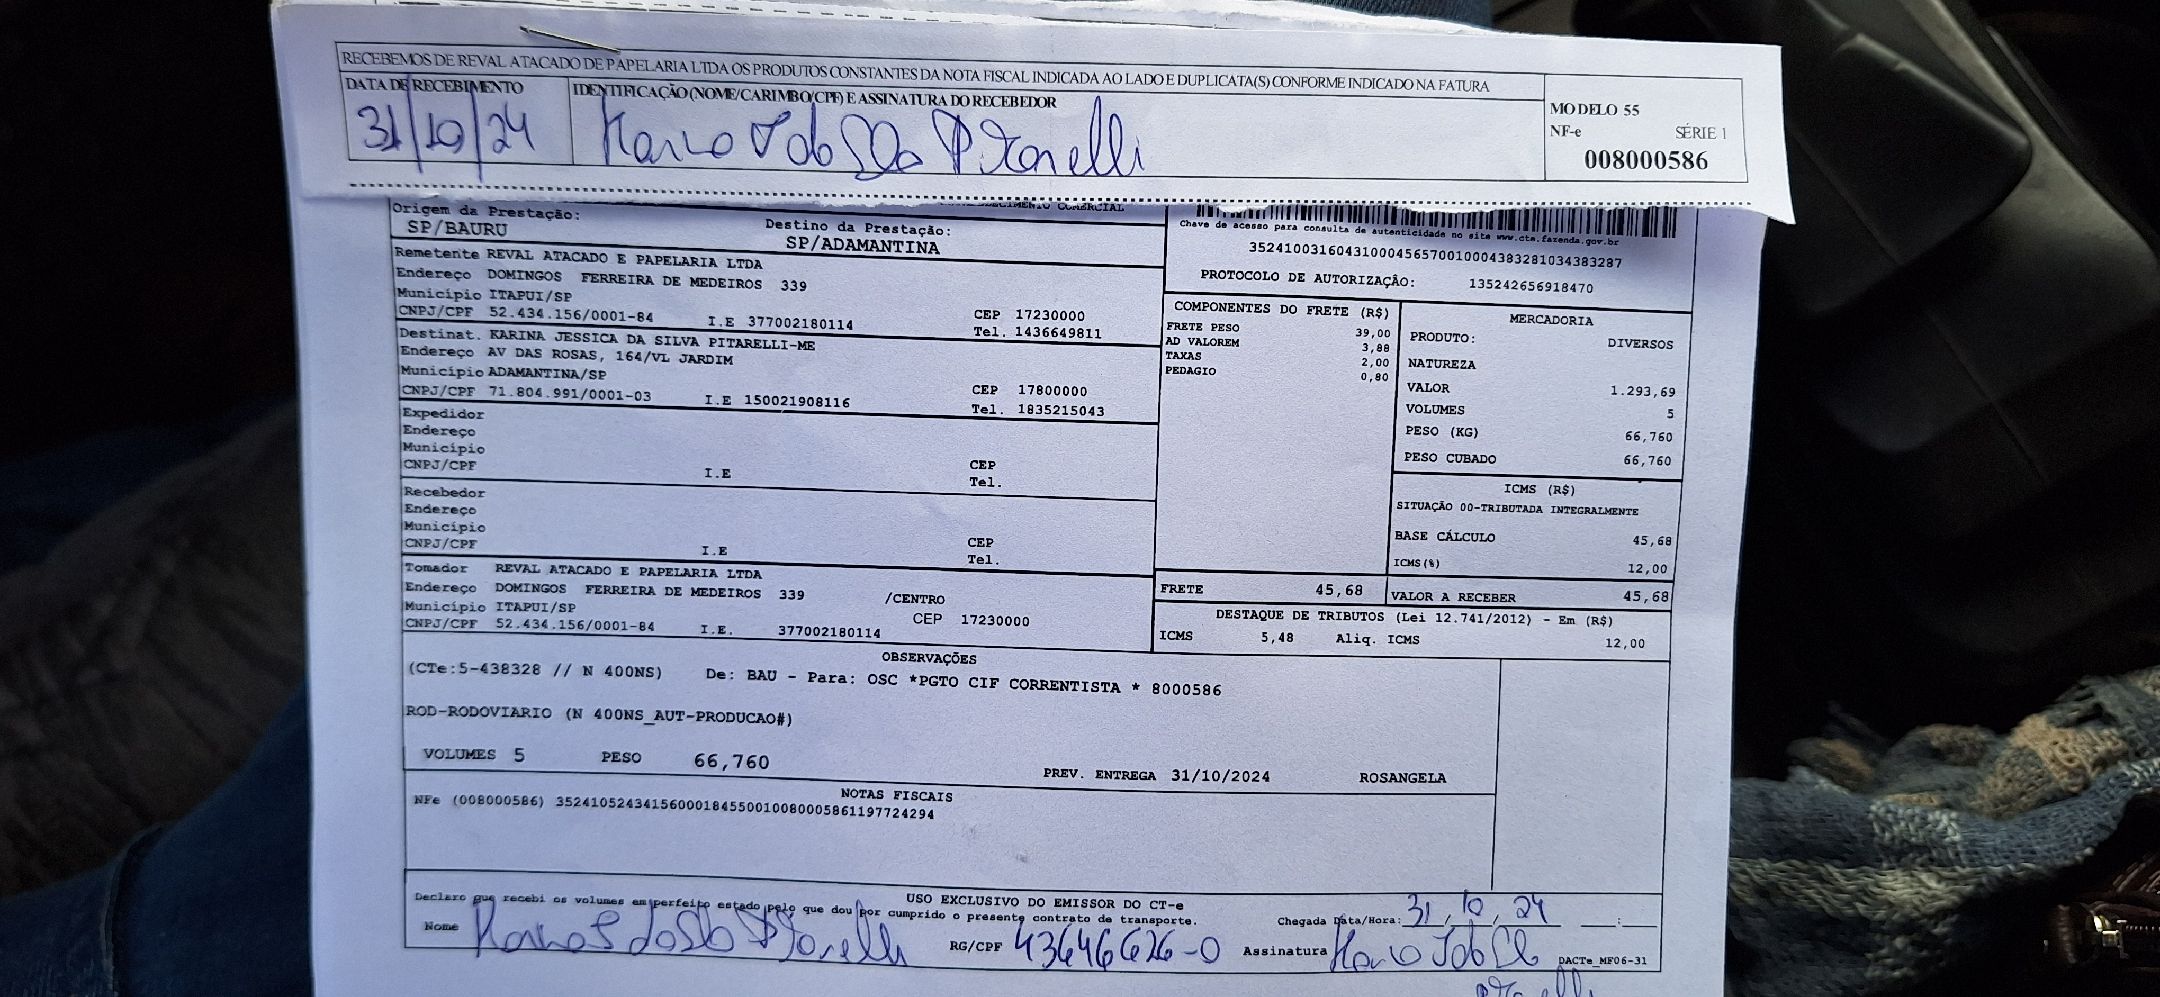 RECEBEMOS DE REVAL ATACADO DE PAPELARIA LTDA OS PRODUTOS CONSTANTES DA NOTA FISCAL INDICADA AO LADO E DUPLICATA(S) CONFORME INDICADO NA FATURA
DATA DE RECEBIMENTO
31/10/24
IDENTIFICAÇÃO (NOME/CARIMBO/CPF) E ASSINATURA DO RECEBEDOR
MODELO 55
NF-e SÉRIE 1
008000586
Origem da Prestação:
SP/BAURU
Destino da Prestação:
SP/ADAMANTINA
Chave de acesso para consulta de autenticidade no site www.cte.fazenda.gov.br
35241003160431000456570010004383281034383287
PROTOCOLO DE AUTORIZAÇÃO: 135242656918470
Remetente REVAL ATACADO E PAPELARIA LTDA
Endereço DOMINGOS FERREIRA DE MEDEIROS 339
Município ITAPUI/SP
CEP 17230000
CNPJ/CPF 52.434.156/0001-84 I.E 377002180114 Tel. 1436649811
Destinat. KARINA JESSICA DA SILVA PITARELLI-ME
Endereço AV DAS ROSAS, 164/VL JARDIM
Município ADAMANTINA/SP
CEP 17800000
CNPJ/CPF 71.804.991/0001-03 I.E 150021908116 Tel. 1835215043
Expedidor
Endereço
Município
CEP
CNPJ/CPF I.E Tel.
Recebedor
Endereço
Município
CEP
CNPJ/CPF I.E Tel.
Tomador REVAL ATACADO E PAPELARIA LTDA
Endereço DOMINGOS FERREIRA DE MEDEIROS 339 /CENTRO
Município ITAPUI/SP CEP 17230000
CNPJ/CPF 52.434.156/0001-84 I.E. 377002180114
COMPONENTES DO FRETE (R$)
FRETE PESO 39,00
AD VALOREM 3,88
TAXAS 2,00
PEDAGIO 0,80
MERCADORIA
PRODUTO: DIVERSOS
NATUREZA
VALOR 1.293,69
VOLUMES 5
PESO (KG) 66,760
PESO CUBADO 66,760
ICMS (R$)
SITUAÇÃO 00-TRIBUTADA INTEGRALMENTE
BASE CÁLCULO 45,68
ICMS(%) 12,00
FRETE 45,68 VALOR A RECEBER 45,68
DESTAQUE DE TRIBUTOS (Lei 12.741/2012) - Em (R$)
ICMS 5,48 Aliq. ICMS 12,00
OBSERVAÇÕES
(CTe:5-438328 // N 400NS) De: BAU - Para: OSC *PGTO CIF CORRENTISTA * 8000586
ROD-RODOVIARIO (N 400NS_AUT-PRODUCAO#)
VOLUMES 5 PESO 66,760
PREV. ENTREGA 31/10/2024 ROSANGELA
NOTAS FISCAIS
NFe (008000586) 35241052434156000184550010080005861197724294
USO EXCLUSIVO DO EMISSOR DO CT-e
Declaro que recebi os volumes em perfeito estado pelo que dou por cumprido o presente contrato de transporte.
Chegada Data/Hora: 31, 10, 24 :
Nome
RG/CPF 43646626-0 Assinatura
DACTe_MF06-31